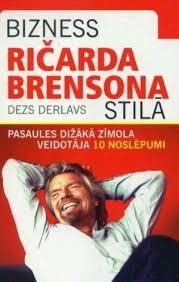 BIZNESS
RIČARDA
BRENSONA
DEZS DERLAVS
STILĀ
PASAULES DIŽĀKĀ ZĪMOLA
VEIDOTĀJA 10 NOSLĒPUMI